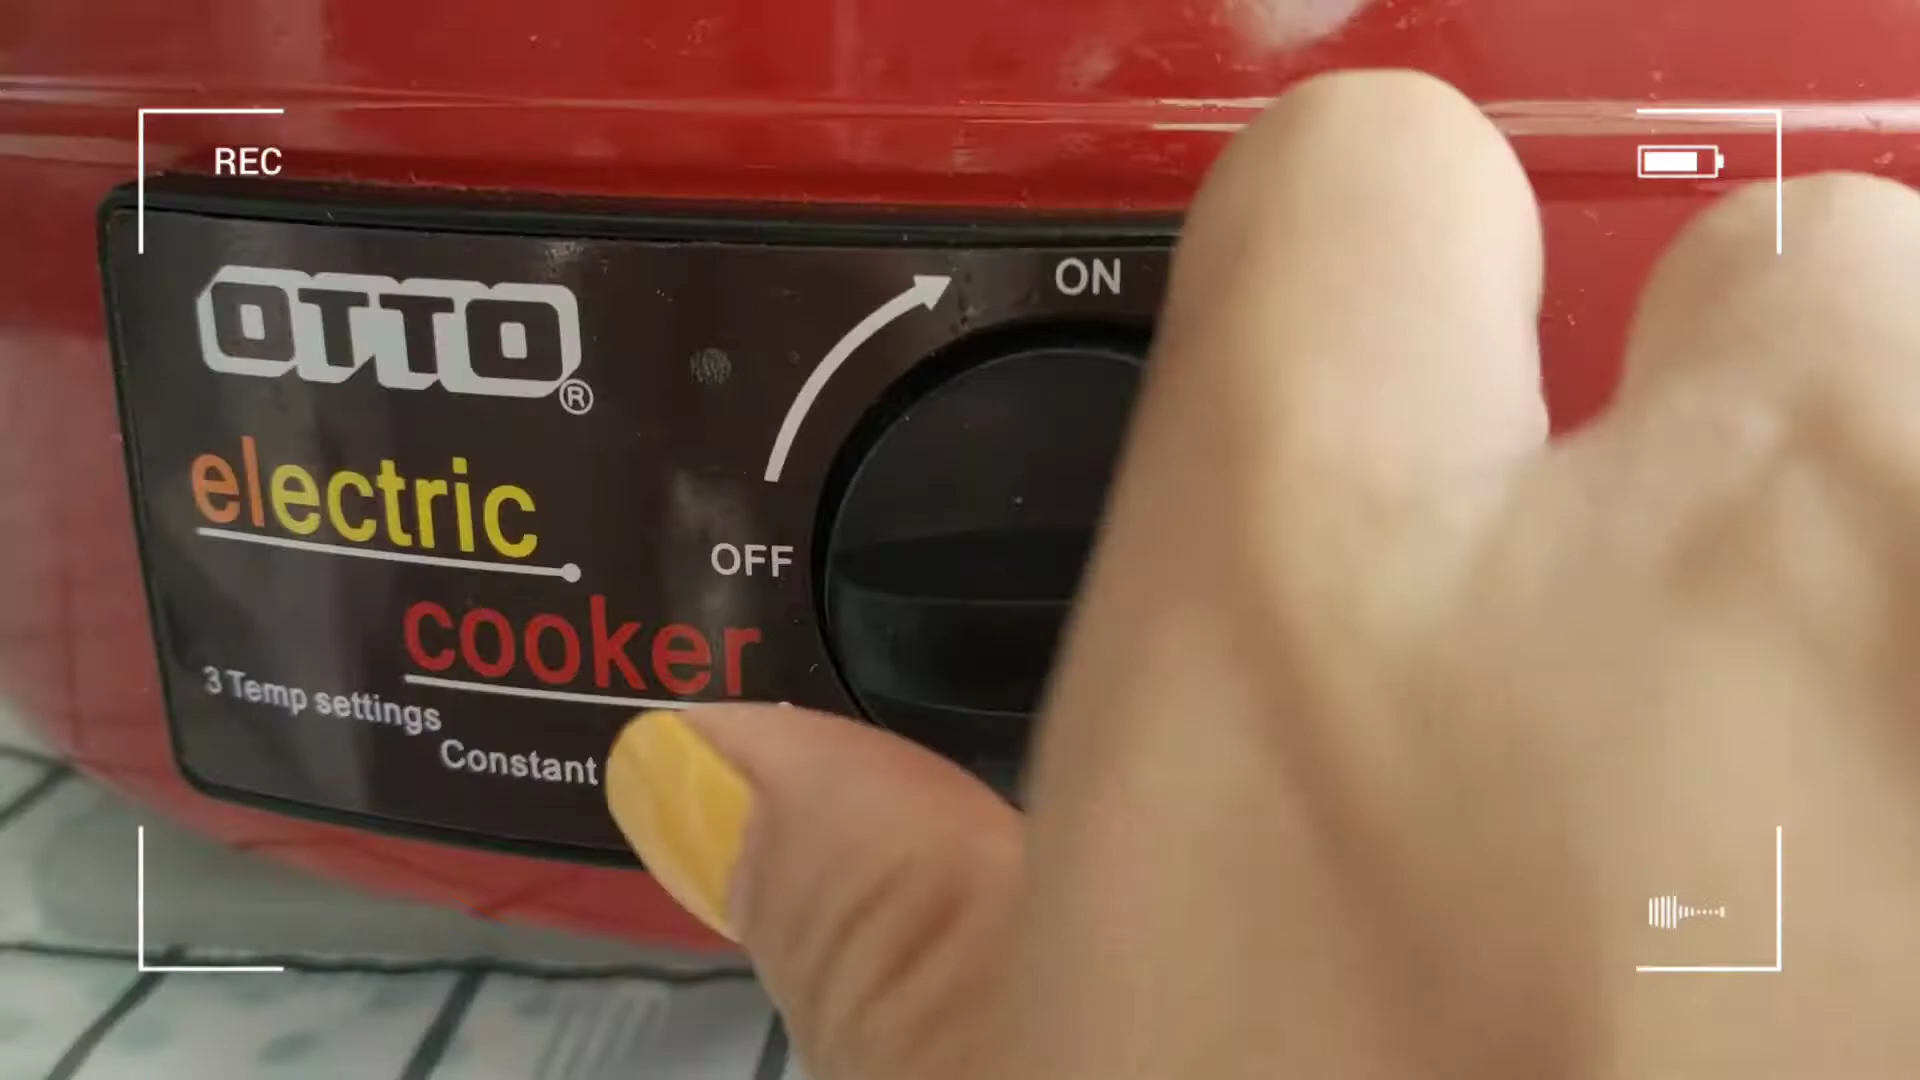 REC
OTTO®
ON
electric
OFF
cooker
3 Temp settings
Constant